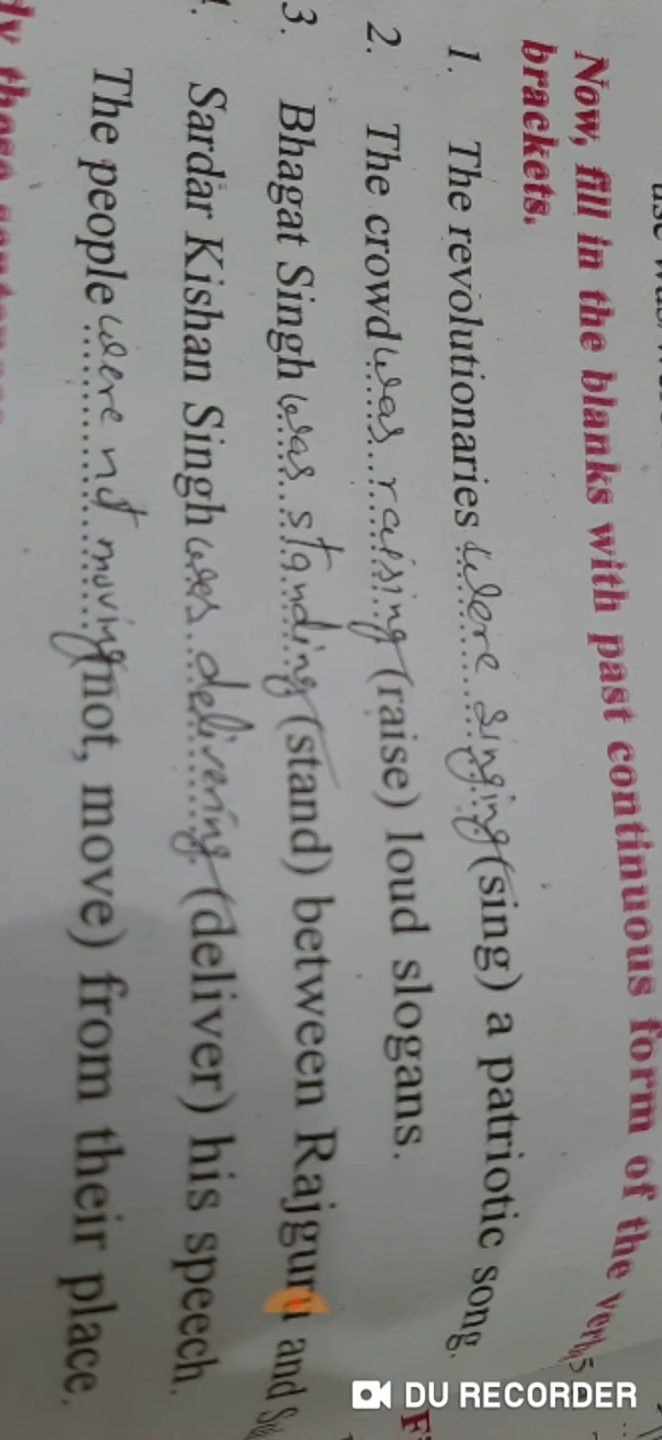 Now, fill in the blanks with past continuous form of the
brackets.
1. The revolutionaries were singing (sing) a patriotic song.
2. The crowd was raising (raise) loud slogans.
3. Bhagat Singh was standing (stand) between Rajguru and
Sardar Kishan Singh was delivering (deliver) his speech.
The people were not moving (not, move) from their place.
DU RECORDER